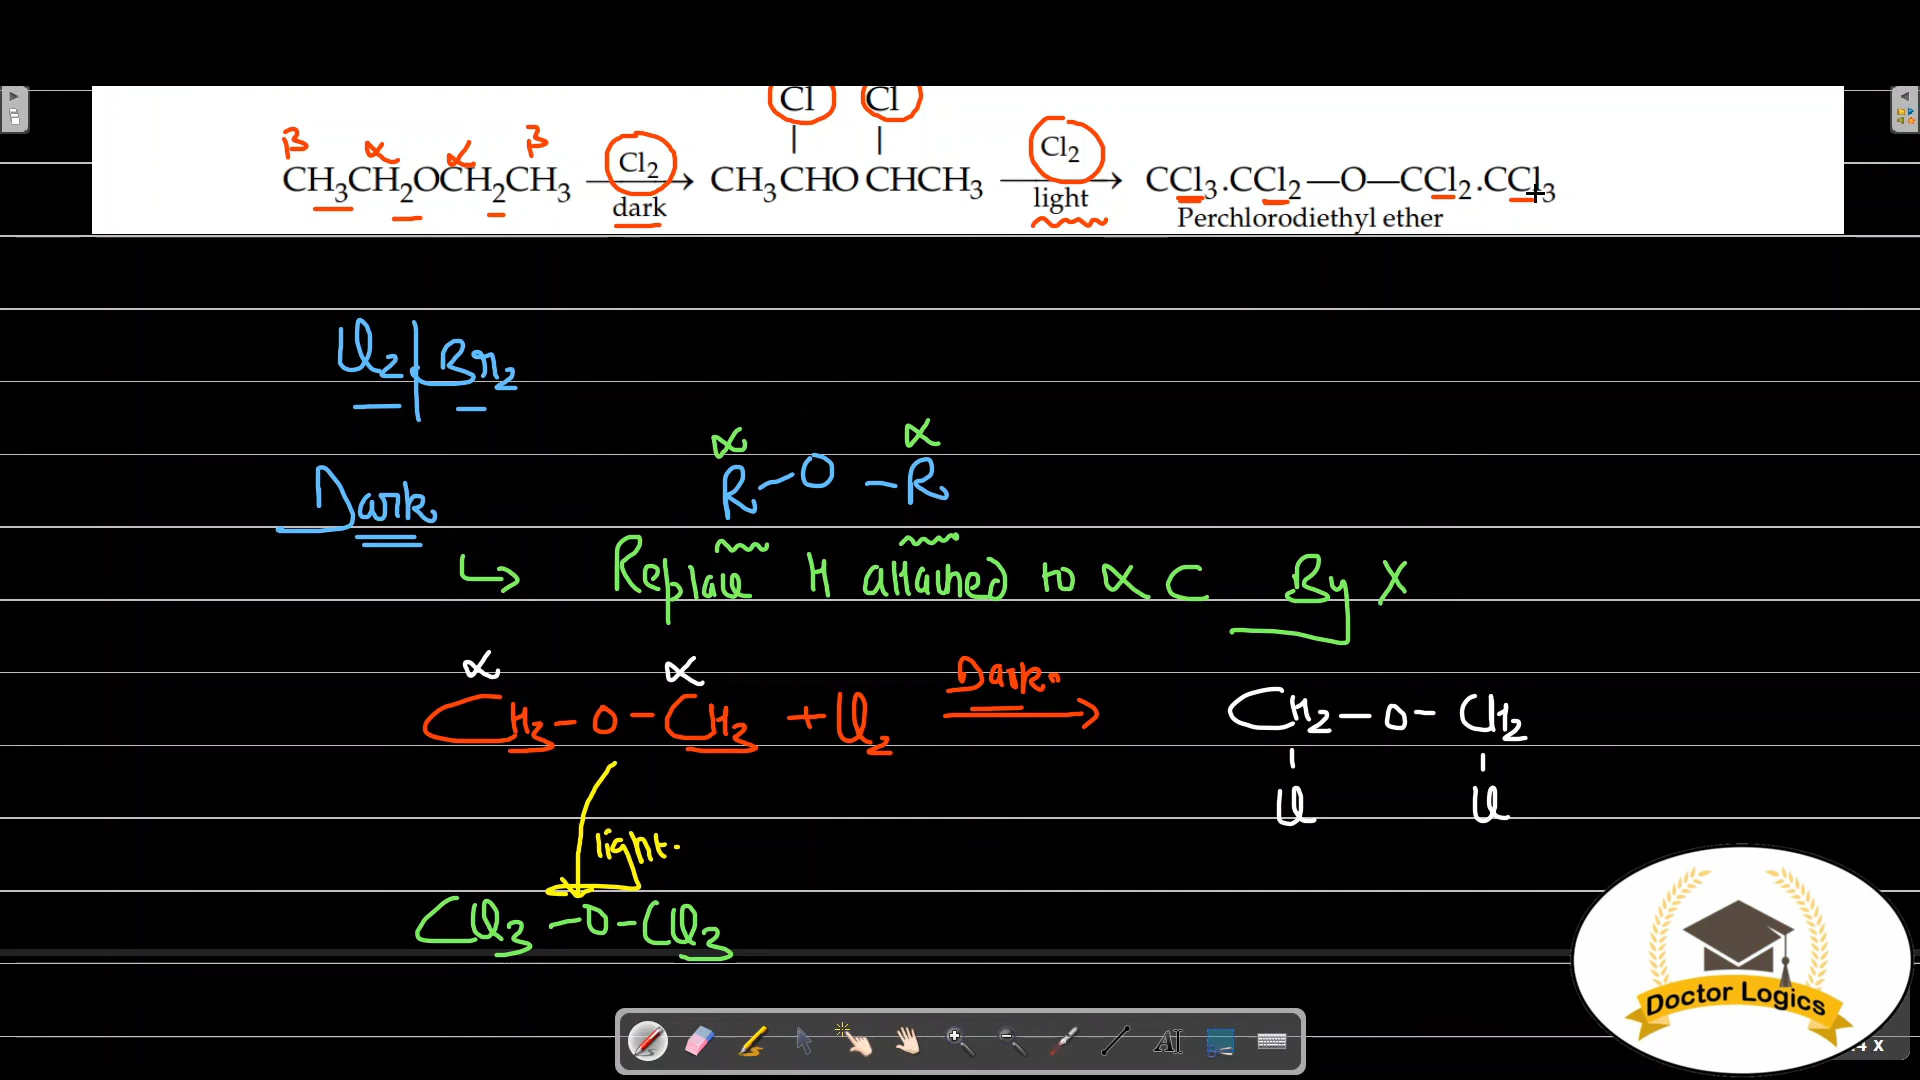 Cl Cl
β α α β
CH₃CH₂OCH₂CH₃ —Cl₂ dark→ CH₃CHO CHCH₃ —Cl₂ light→ CCl₃.CCl₂—O—CCl₂.CCl₃
Perchlorodiethyl ether
Cl₂ | Br₂
α α
Dark R-O-R
↳ Replace H attached to α C By X
α α
CH₃-O-CH₃ + Cl₂ —Dark→ CH₂-O-CH₂
Cl Cl
light.
CCl₃-O-CCl₃
Doctor Logics
AI